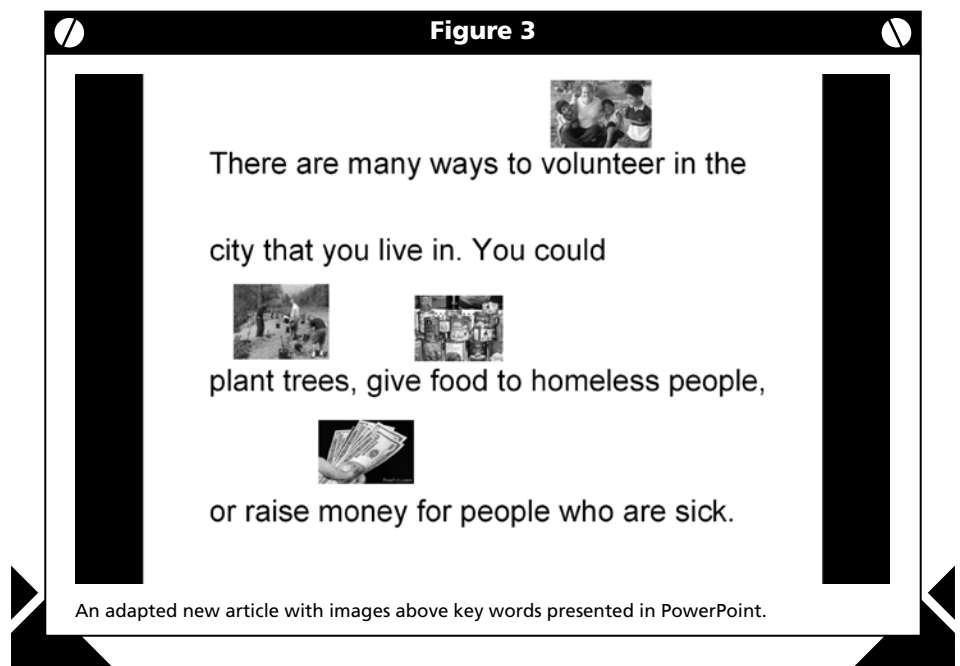 Figure 3
There are many ways to volunteer in the
city that you live in. You could
plant trees, give food to homeless people,
or raise money for people who are sick.
An adapted new article with images above key words presented in PowerPoint.